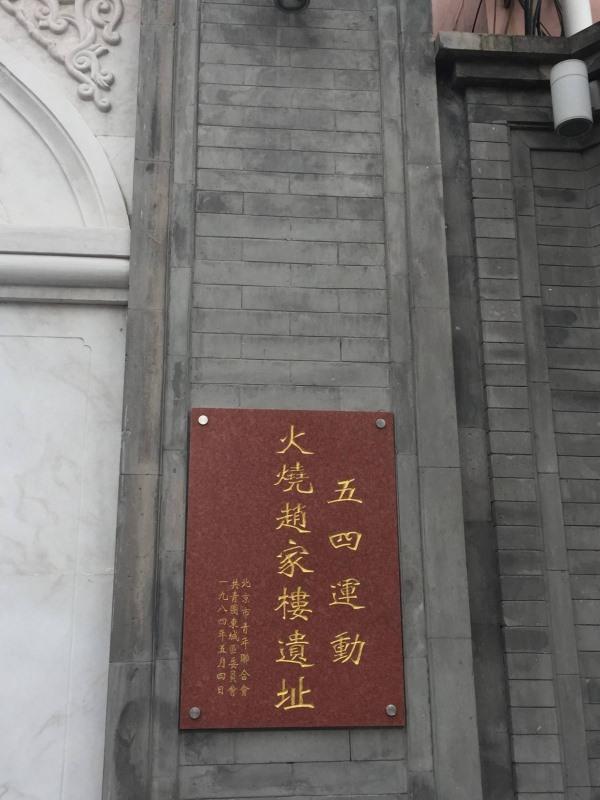 五四運動
火燒趙家樓遺址
北京市青年聯合會
共青團東城區委員會
一九八四年五月四日